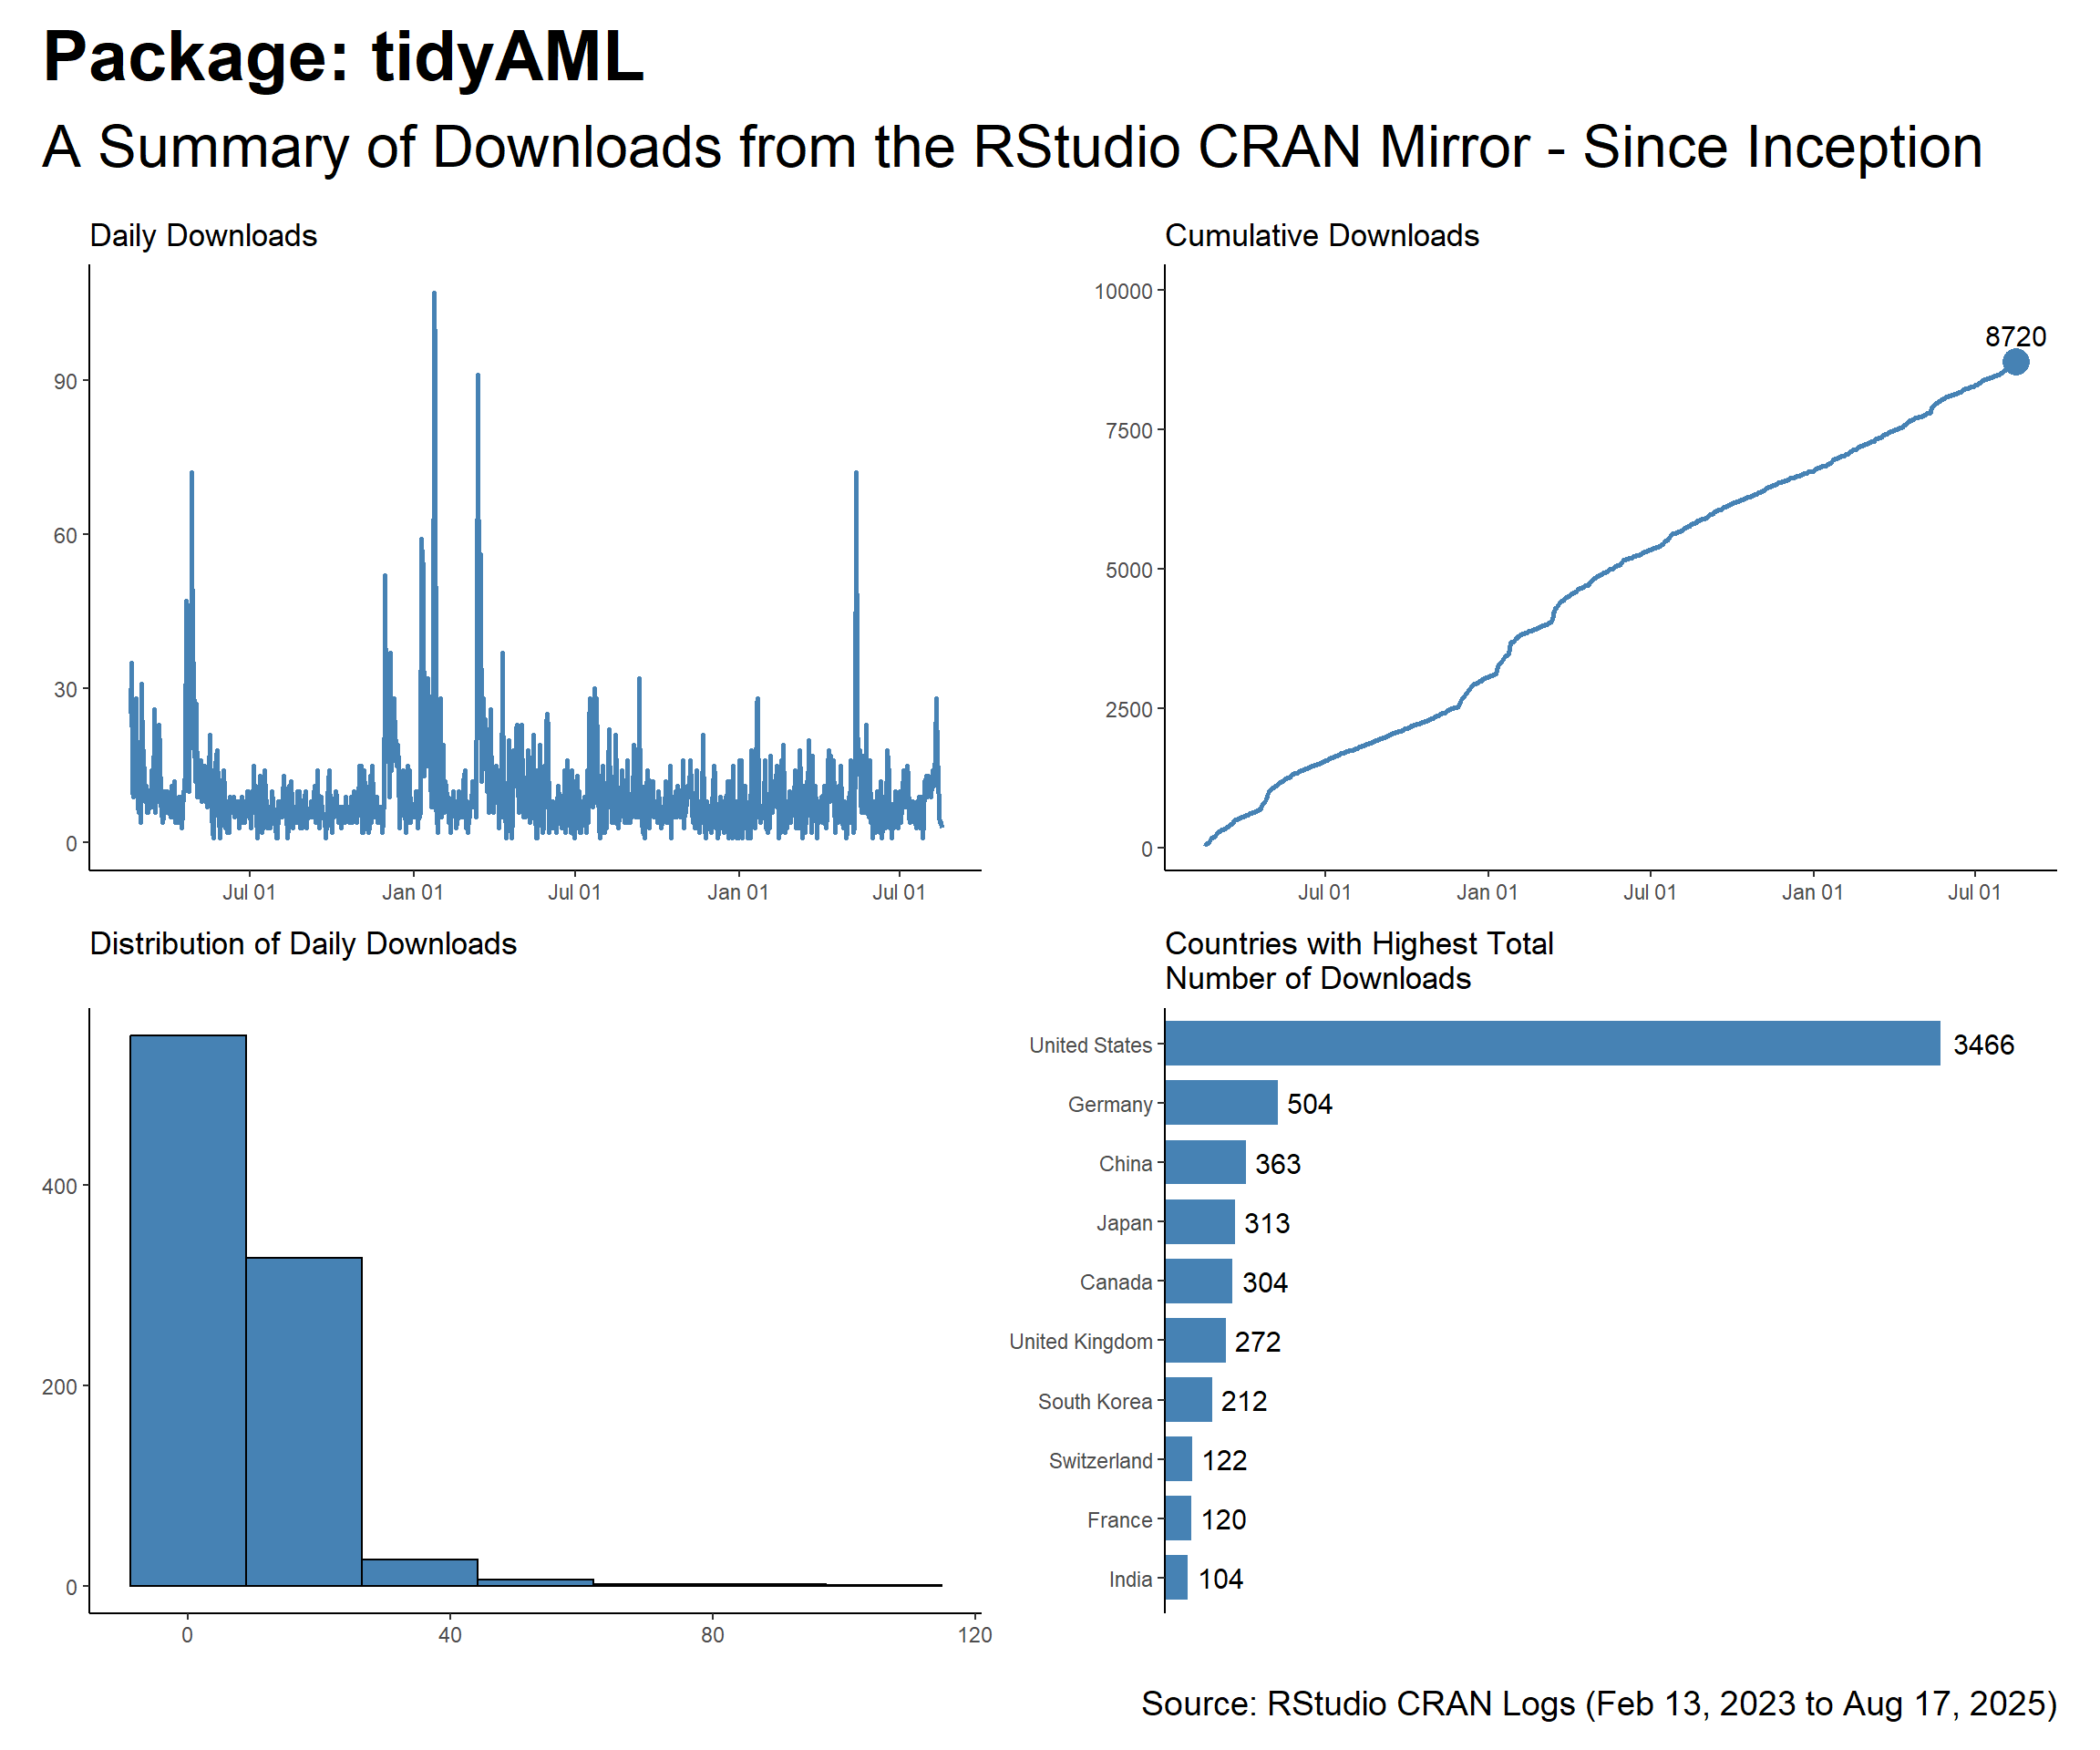 Package: tidyAML
A Summary of Downloads from the RStudio CRAN Mirror - Since Inception
Daily Downloads
90
60
30
0
Jul 01 Jan 01 Jul 01 Jan 01 Jul 01
Cumulative Downloads
10000
7500
5000
2500
0
8720
Jul 01 Jan 01 Jul 01 Jan 01 Jul 01
Distribution of Daily Downloads
400
200
0
0 40 80 120
Countries with Highest Total
Number of Downloads
United States 3466
Germany 504
China 363
Japan 313
Canada 304
United Kingdom 272
South Korea 212
Switzerland 122
France 120
India 104
Source: RStudio CRAN Logs (Feb 13, 2023 to Aug 17, 2025)